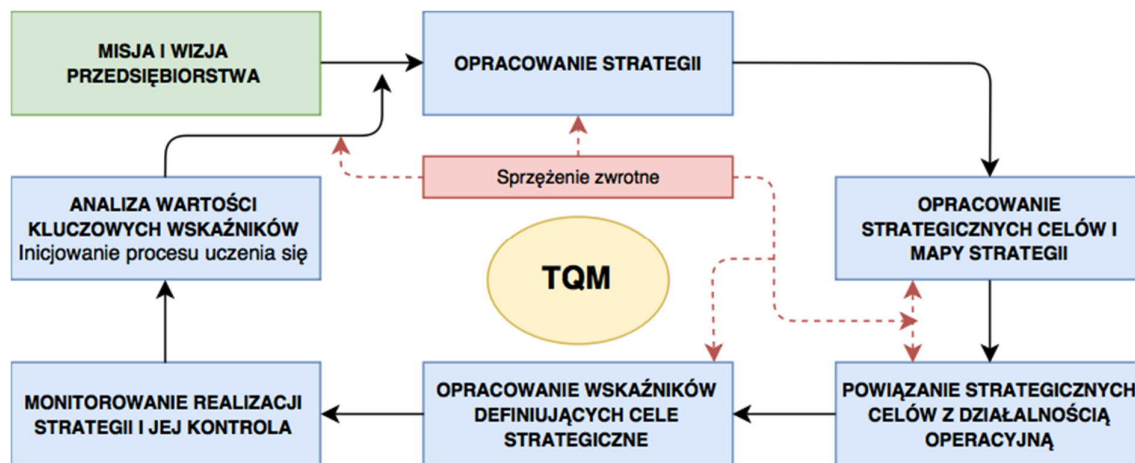 MISJA I WIZJA
PRZEDSIĘBIORSTWA
OPRACOWANIE STRATEGII
Sprzężenie zwrotne
ANALIZA WARTOŚCI
KLUCZOWYCH WSKAŹNIKÓW
Inicjowanie procesu uczenia się
OPRACOWANIE
STRATEGICZNYCH CELÓW I
MAPY STRATEGII
TQM
MONITOROWANIE REALIZACJI
STRATEGII I JEJ KONTROLA
OPRACOWANIE WSKAŹNIKÓW
DEFINIUJĄCYCH CELE
STRATEGICZNE
POWIĄZANIE STRATEGICZNYCH
CELÓW Z DZIAŁALNOŚCIĄ
OPERACYJNĄ